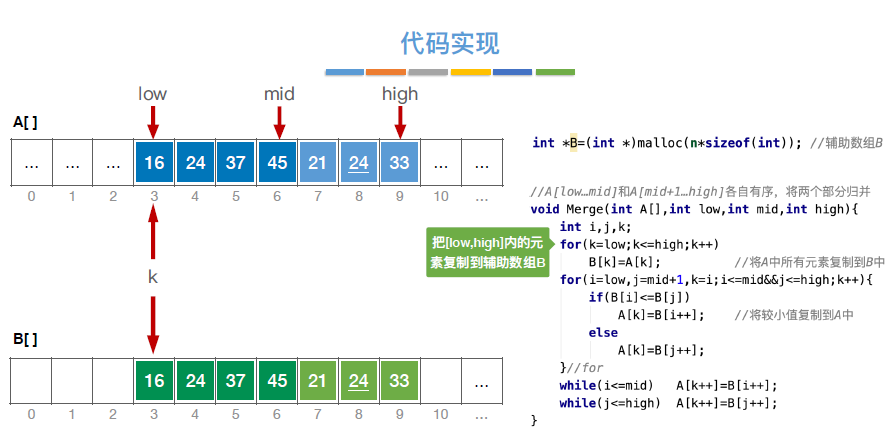 代码实现
low mid high
A[ ]
... ... ... 16 24 37 45 21 24 33 ... ...
0 1 2 3 4 5 6 7 8 9 10 ...
k
B[ ]
16 24 37 45 21 24 33 ...
0 1 2 3 4 5 6 7 8 9 10 ...
int *B=(int *)malloc(n*sizeof(int)); //辅助数组B
//A[low…mid]和A[mid+1…high]各自有序，将两个部分归并
void Merge(int A[],int low,int mid,int high){
int i,j,k;
for(k=low;k<=high;k++)
B[k]=A[k]; //将A中所有元素复制到B中
for(i=low,j=mid+1,k=i;i<=mid&&j<=high;k++){
if(B[i]<=B[j])
A[k]=B[i++]; //将较小值复制到A中
else
A[k]=B[j++];
}//for
while(i<=mid) A[k++]=B[i++];
while(j<=high) A[k++]=B[j++];
}
把[low,high]内的元
素复制到辅助数组B